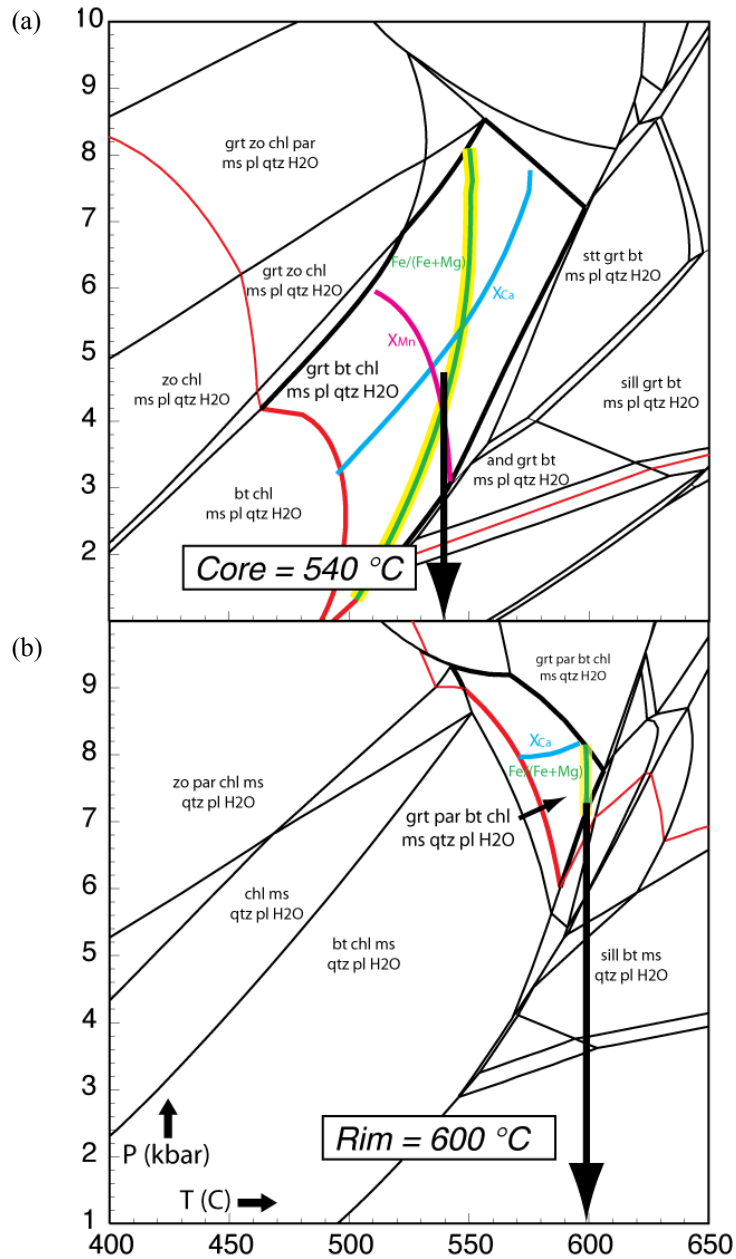 (a)
10
9
8
7
6
5
4
3
2
grt zo chl par
ms pl qtz H2O
grt zo chl
ms pl qtz H2O
zo chl
ms pl qtz H2O
grt bt chl
ms pl qtz H2O
bt chl
ms pl qtz H2O
Fe/(Fe+Mg)
XCa
XMn
stt grt bt
ms pl qtz H2O
sill grt bt
ms pl qtz H2O
and grt bt
ms pl qtz H2O
Core = 540 °C
400
450
500
550
600
650
(b)
9
8
7
6
5
4
3
2
1
grt par bt chl
ms qtz H2O
XCa
Fe/(Fe+Mg)
zo par chl ms
qtz pl H2O
grt par bt chl
ms qtz pl H2O
chl ms
qtz pl H2O
bt chl ms
qtz pl H2O
sill bt ms
qtz pl H2O
Rim = 600 °C
P (kbar)
T (C)
400
450
500
550
600
650